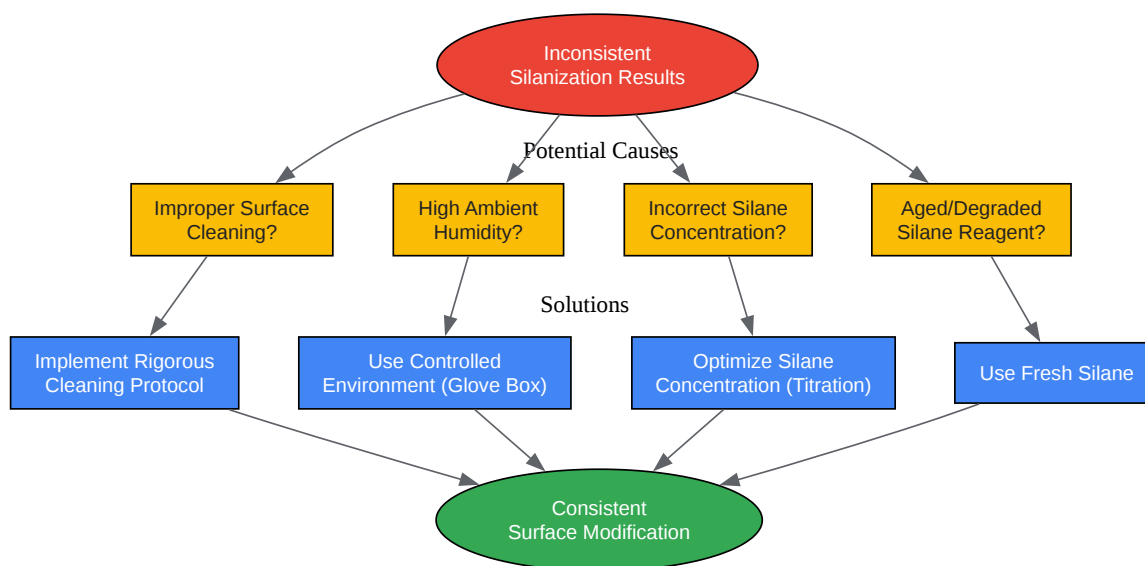 Inconsistent
Silanization Results
Potential Causes
Improper Surface
Cleaning?
High Ambient
Humidity?
Incorrect Silane
Concentration?
Aged/Degraded
Silane Reagent?
Solutions
Implement Rigorous
Cleaning Protocol
Use Controlled
Environment (Glove Box)
Optimize Silane
Concentration (Titration)
Use Fresh Silane
Consistent
Surface Modification